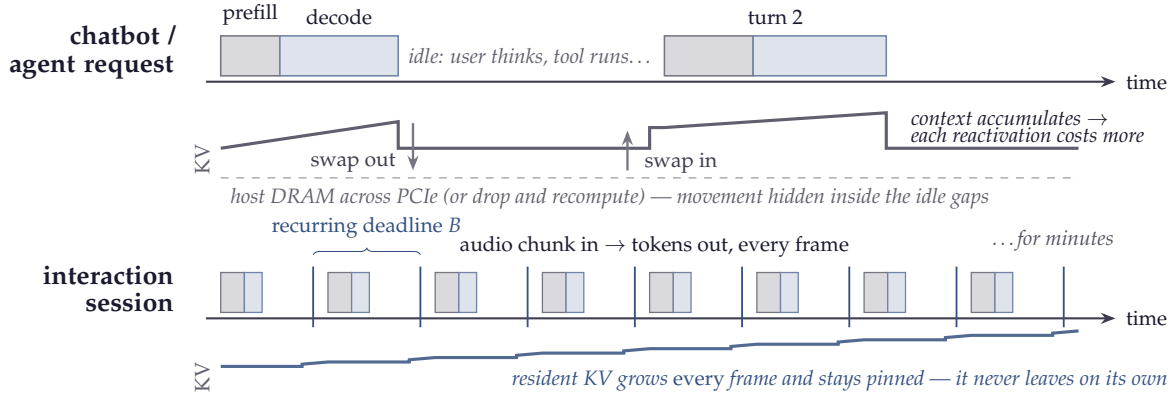 prefill
decode
turn 2
chatbot /
agent request
idle: user thinks, tool runs…
time
KV
swap out
swap in
context accumulates →
each reactivation costs more
host DRAM across PCIe (or drop and recompute) — movement hidden inside the idle gaps
recurring deadline B
audio chunk in → tokens out, every frame
…for minutes
interaction
session
time
KV
resident KV grows every frame and stays pinned — it never leaves on its own